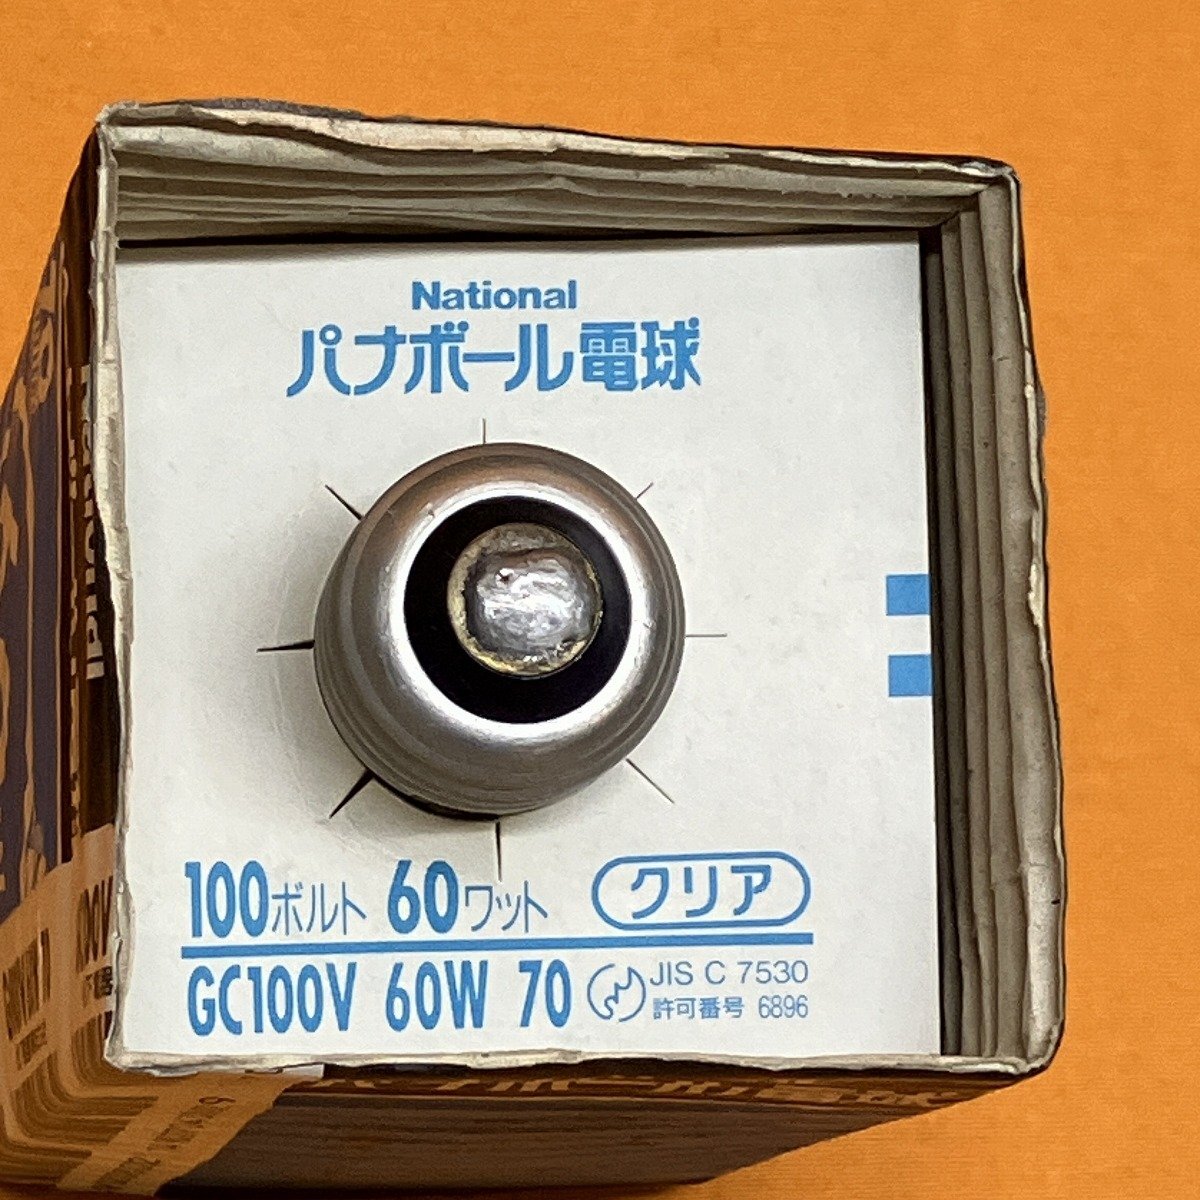 National
パナボール電球
100ボルト 60ワット クリア
GC100V 60W 70 JIS C 7530
許可番号 6896